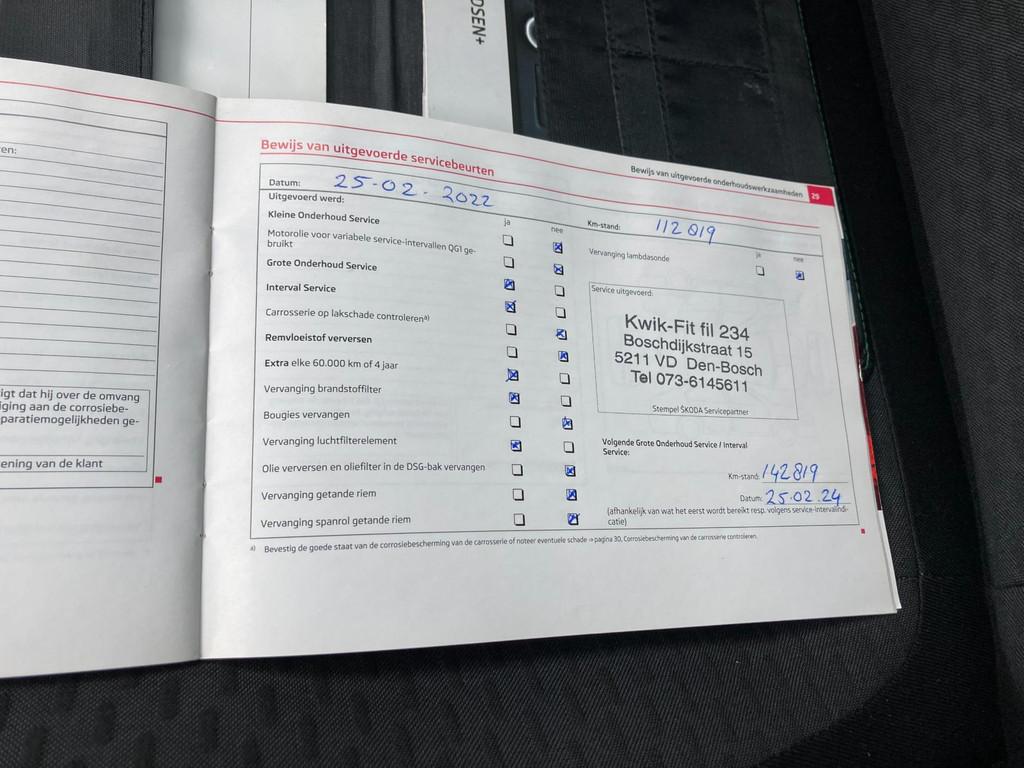 OSEN+
en:
igt dat hij over de omvang
iging aan de corrosiebe-
paratiemogelijkheden ge-
ening van de klant
Bewijs van uitgevoerde onderhoudswerkzaamheden 25
Bewijs van uitgevoerde servicebeurten
Datum: 25-02-2022
Km-stand: 112819
Uitgevoerd werd:
ja nee
Kleine Onderhoud Service
Motorolie voor variabele service-intervallen QG1 ge-
bruikt
Grote Onderhoud Service
Interval Service
Carrosserie op lakschade controleren a)
Remvloeistof verversen
Extra elke 60.000 km of 4 jaar
Vervanging brandstoffilter
Bougies vervangen
Vervanging luchtfilterelement
Olie verversen en oliefilter in de DSG-bak vervangen
Vervanging getande riem
Vervanging spanrol getande riem
ja nee
Vervanging lambdasonde
Service uitgevoerd:
Kwik-Fit fil 234
Boschdijkstraat 15
5211 VD Den-Bosch
Tel 073-6145611
Stempel ŠKODA Servicepartner
Volgende Grote Onderhoud Service / Interval
Service:
Km-stand: 142819
Datum: 25.02.24
(afhankelijk van wat het eerst wordt bereikt resp. volgens service-intervalindi-
catie)
a) Bevestig de goede staat van de corrosiebescherming van de carrosserie of noteer eventuele schade ⇒ pagina 30, Corrosiebescherming van de carrosserie controleren.